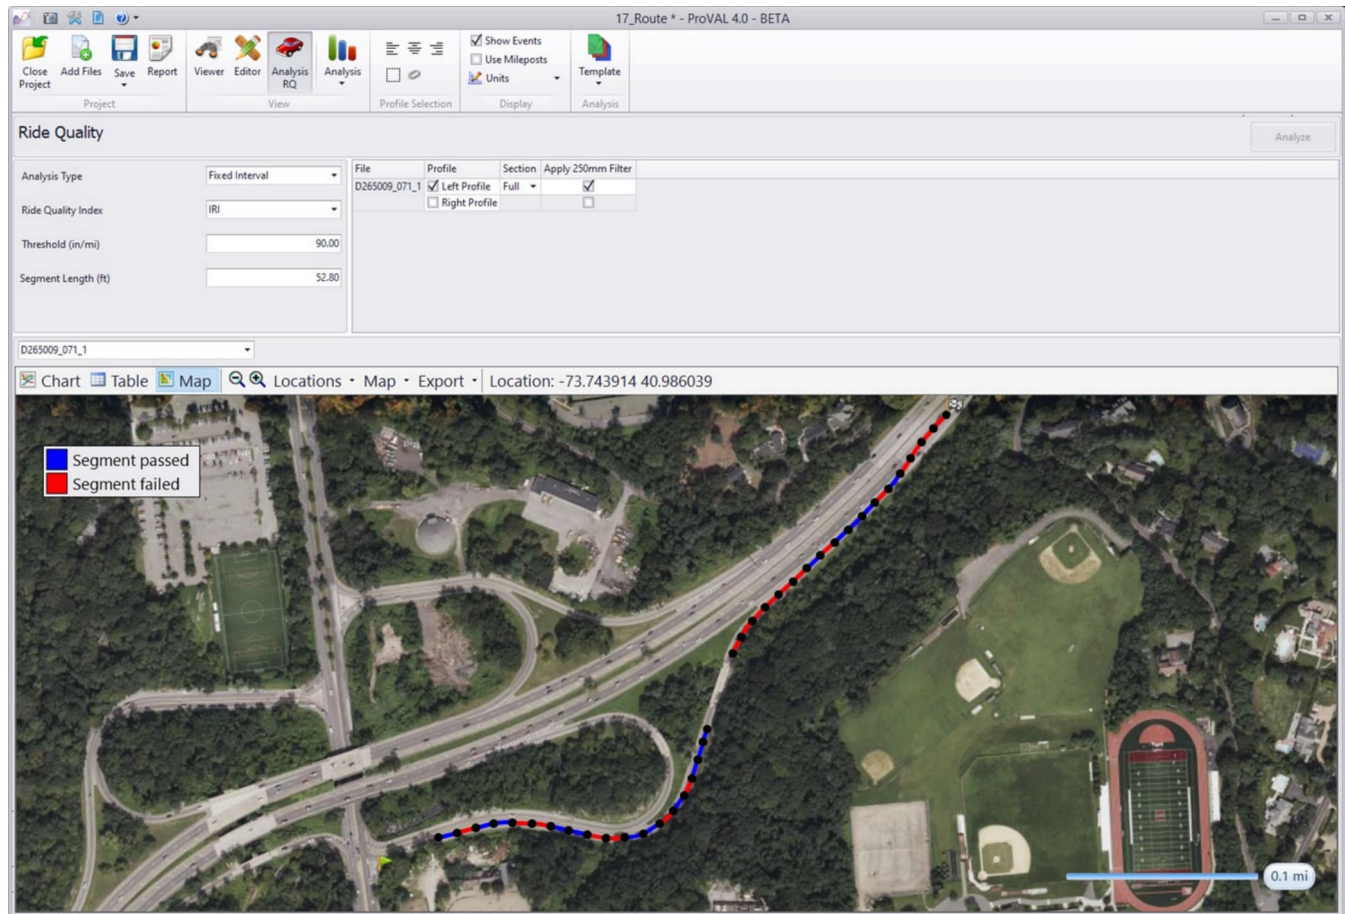 17_Route * - ProVAL 4.0 - BETA
Close Project
Add Files
Save
Report
Viewer
Editor
Analysis RQ
Analysis
Show Events
Use Mileposts
Units
Template
Project
View
Profile Selection
Display
Analysis
Ride Quality
Analyze
Analysis Type
Fixed Interval
Ride Quality Index
IRI
Threshold (in/mi)
90.00
Segment Length (ft)
52.80
File Profile Section Apply 250mm Filter
D265009_071_1 Left Profile Full
Right Profile
D265009_071_1
Chart Table Map Locations Map Export Location: -73.743914 40.986039
Segment passed
Segment failed
0.1 mi